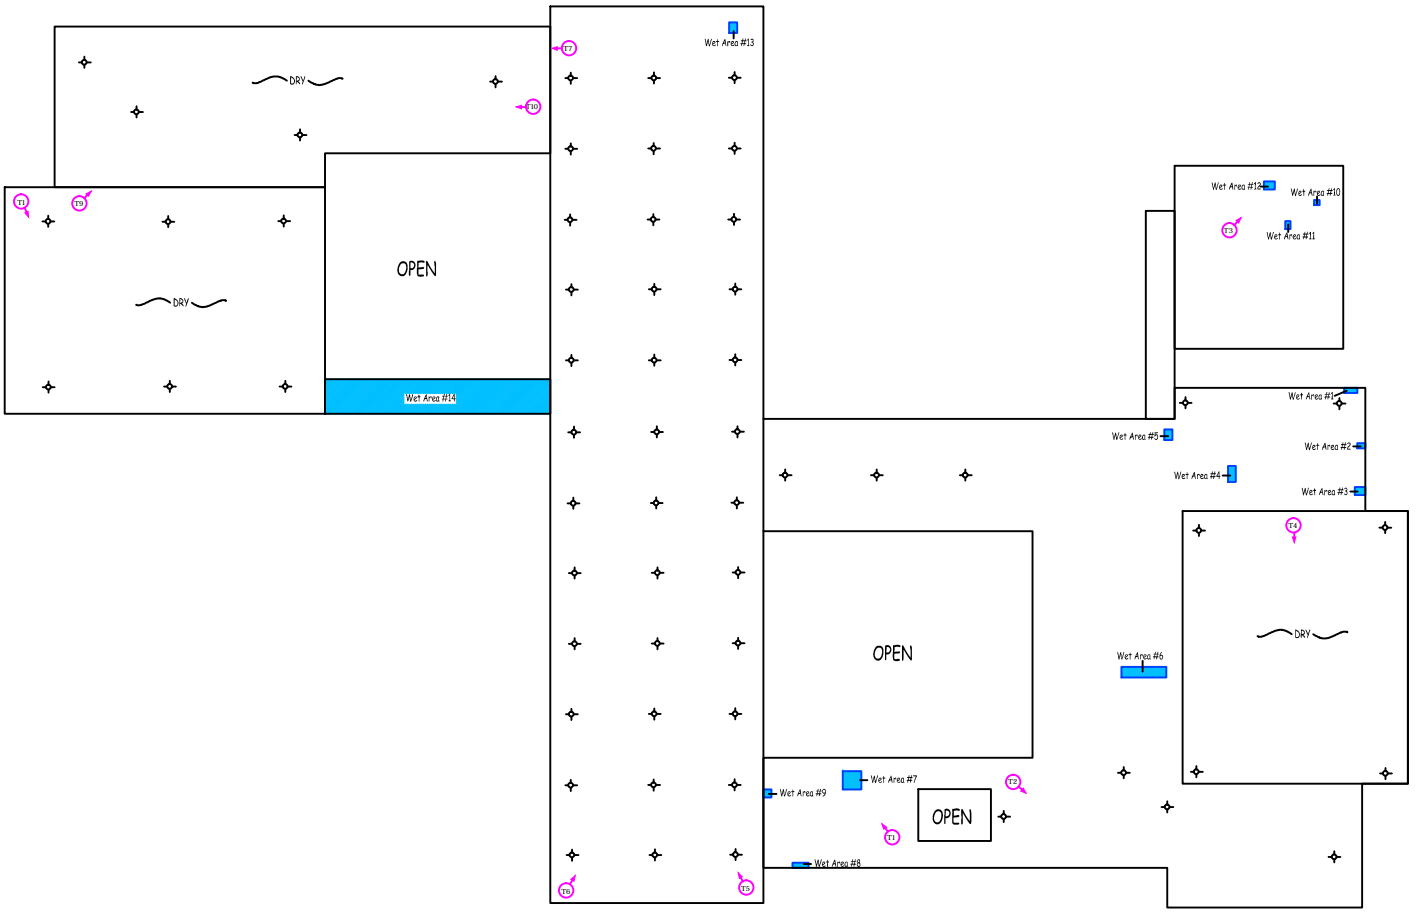 Wet Area #13
T7
DRY
T10
Wet Area #12
Wet Area #10
T1
T9
T3
Wet Area #11
OPEN
DRY
Wet Area #14
Wet Area #1
Wet Area #5
Wet Area #2
Wet Area #4
Wet Area #3
T4
DRY
OPEN
Wet Area #6
Wet Area #7
T2
Wet Area #9
OPEN
T1
Wet Area #8
T6
T5